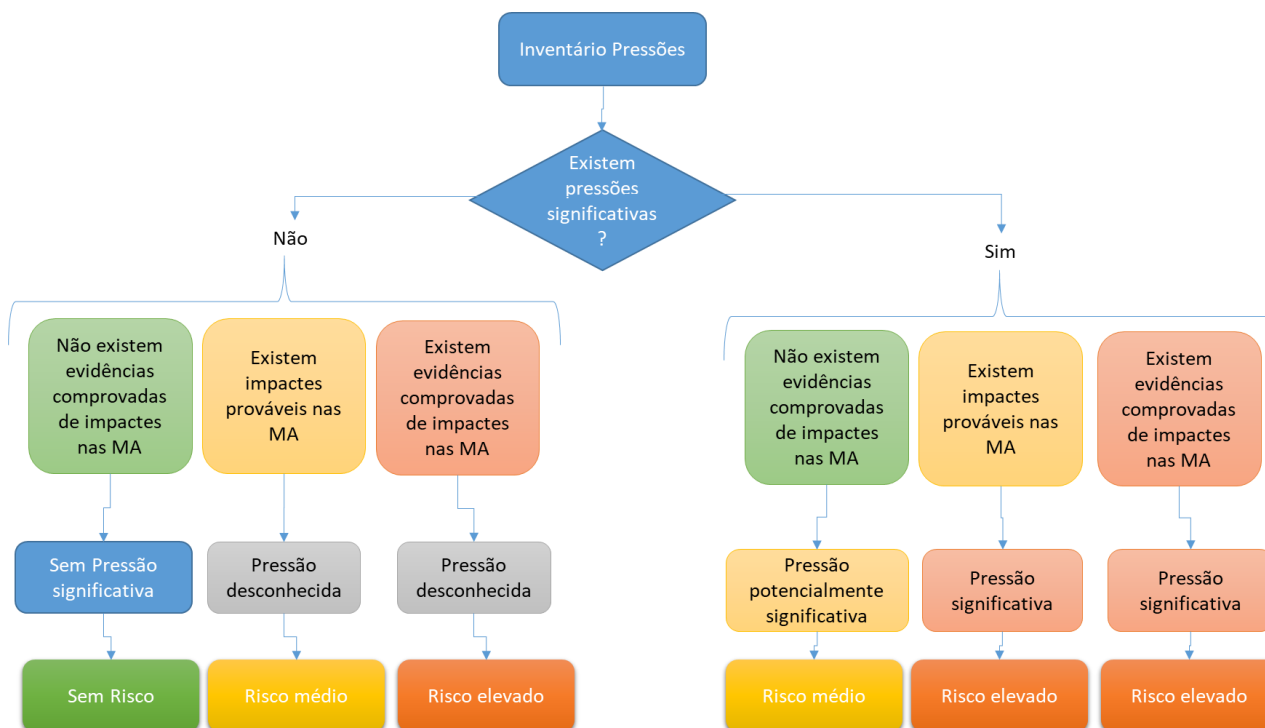 Inventário Pressões
Existem
pressões
significativas
?
Não
Sim
Não existem
evidências
comprovadas
de impactes
nas MA
Existem
impactes
prováveis nas
MA
Existem
evidências
comprovadas
de impactes
nas MA
Não existem
evidências
comprovadas
de impactes
nas MA
Existem
impactes
prováveis nas
MA
Existem
evidências
comprovadas
de impactes
nas MA
Sem Pressão
significativa
Pressão
desconhecida
Pressão
desconhecida
Pressão
potencialmente
significativa
Pressão
significativa
Pressão
significativa
Sem Risco
Risco médio
Risco elevado
Risco médio
Risco elevado
Risco elevado